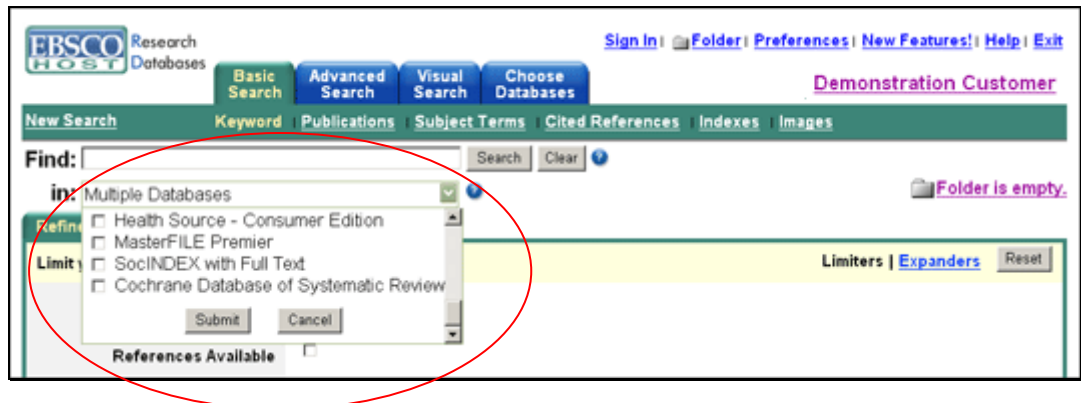 EBSCO Research
HOST Databases
Sign In | Folder | Preferences | New Features! | Help | Exit
Basic Search
Advanced Search
Visual Search
Choose Databases
Demonstration Customer
New Search
Keyword | Publications | Subject Terms | Cited References | Indexes | Images
Find: Search Clear
in: Multiple Databases
Folder is empty.
Refine
Health Source - Consumer Edition
MasterFILE Premier
Limit
SocINDEX with Full Text
Limiters | Expanders Reset
Cochrane Database of Systematic Review
Submit Cancel
References Available